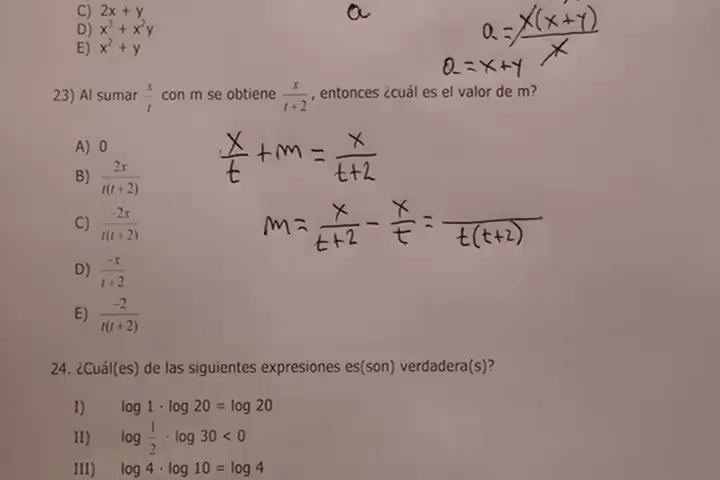 C) 2x + y
D) x³ + x²y
E) x² + y
a
a = x(x+y)/x
a = x+y
23) Al sumar x/t con m se obtiene x/(t+2), entonces ¿cuál es el valor de m?
A) 0
B) 2x/t(t+2)
C) -2x/t(t+2)
D) -x/t+2
E) -2/t(t+2)
x/t + m = x/t+2
m = x/t+2 - x/t = /t(t+2)
24. ¿Cuál(es) de las siguientes expresiones es(son) verdadera(s)?
I) log 1 · log 20 = log 20
II) log 1/2 · log 30 < 0
III) log 4 · log 10 = log 4